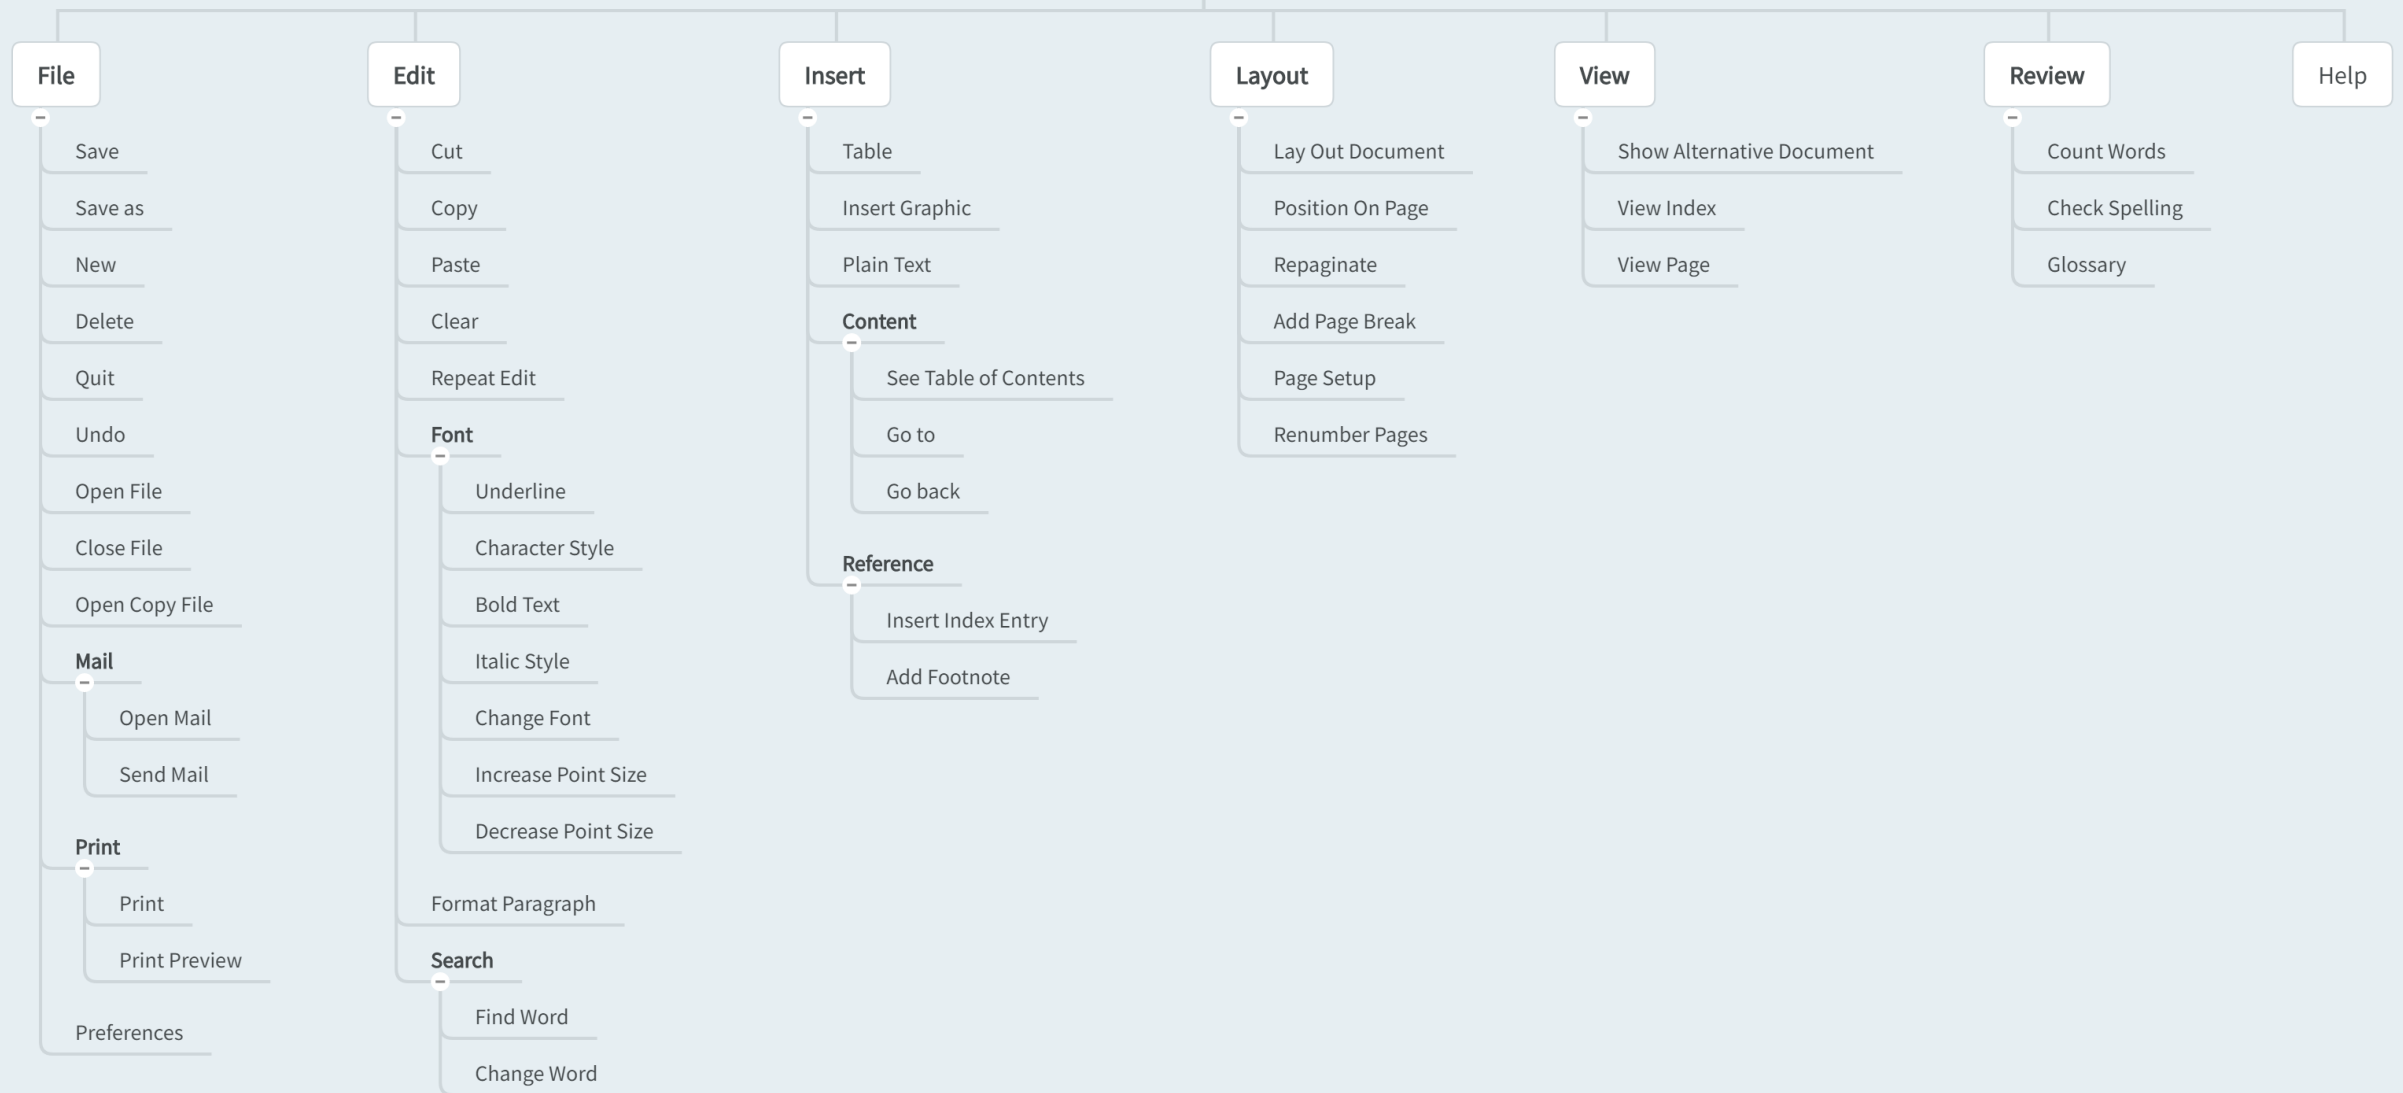 File
Save
Save as
New
Delete
Quit
Undo
Open File
Close File
Open Copy File
Mail
Open Mail
Send Mail
Print
Print
Print Preview
Preferences
Edit
Cut
Copy
Paste
Clear
Repeat Edit
Font
Underline
Character Style
Bold Text
Italic Style
Change Font
Increase Point Size
Decrease Point Size
Format Paragraph
Search
Find Word
Change Word
Insert
Table
Insert Graphic
Plain Text
Content
See Table of Contents
Go to
Go back
Reference
Insert Index Entry
Add Footnote
Layout
Lay Out Document
Position On Page
Repaginate
Add Page Break
Page Setup
Renumber Pages
View
Show Alternative Document
View Index
View Page
Review
Count Words
Check Spelling
Glossary
Help